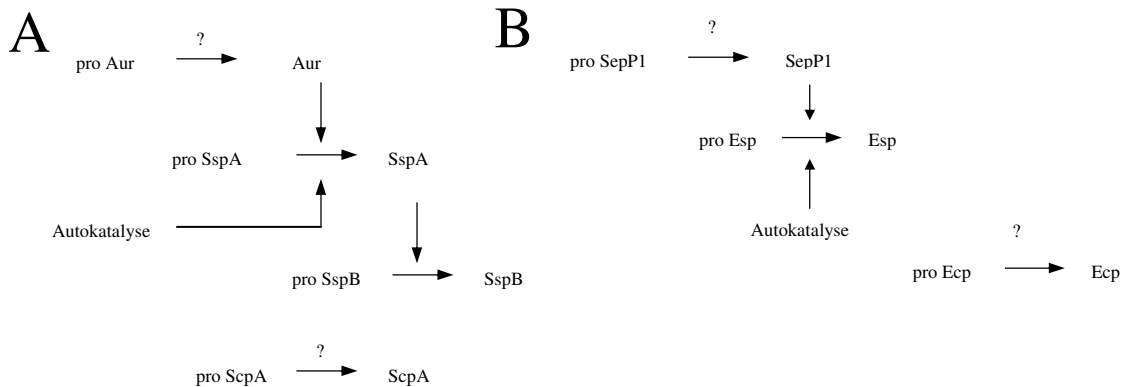 A
?
pro Aur
Aur
pro SspA
SspA
Autokatalyse
pro SspB
SspB
?
pro ScpA
ScpA
B
?
pro SepP1
SepP1
pro Esp
Esp
Autokatalyse
?
pro Ecp
Ecp